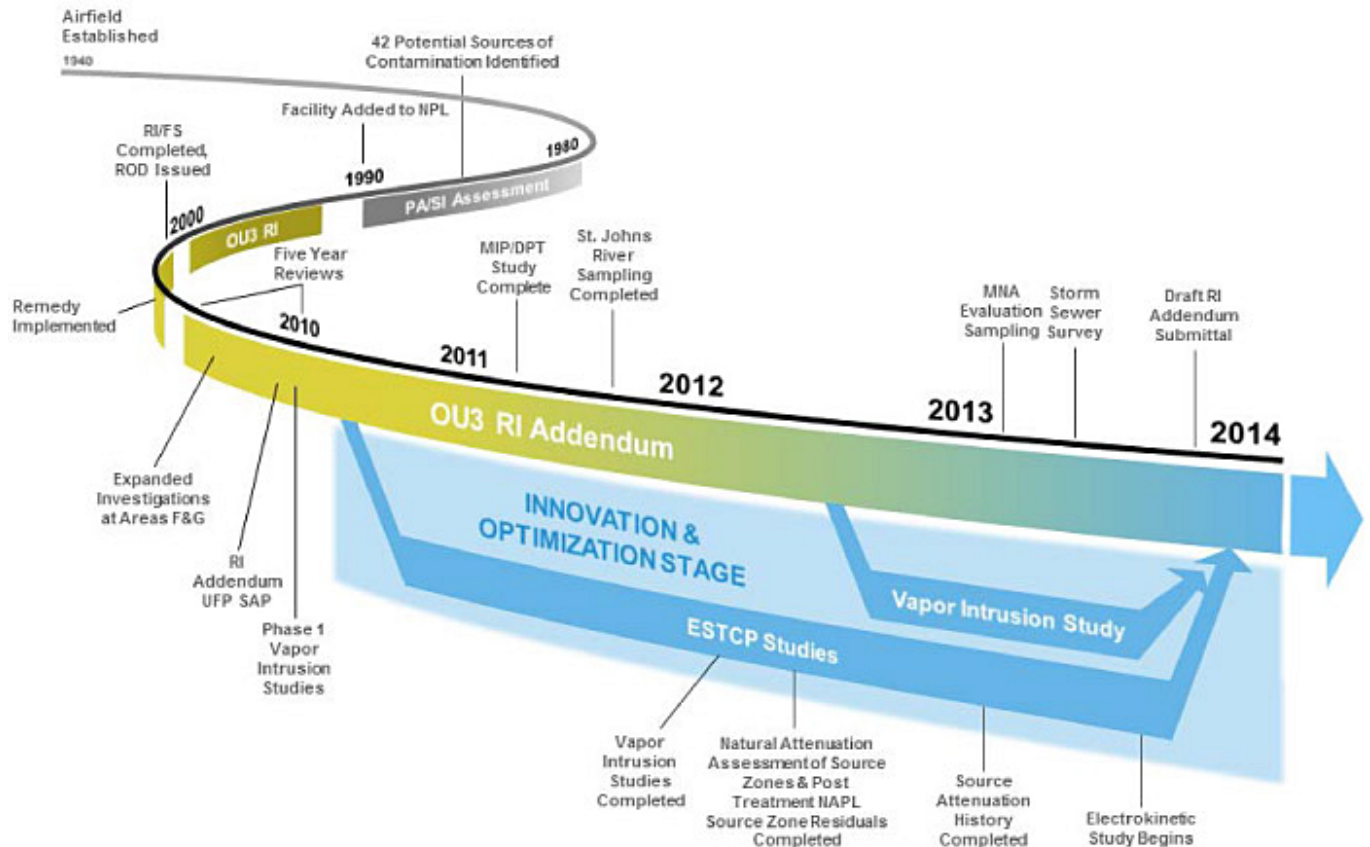 Airfield
Established
1940
42 Potential Sources of
Contamination Identified
Facility Added to NPL
RI/FS
Completed,
ROD Issued
1980
1990
PA/SI Assessment
2000
OU3 RI
Five Year
Reviews
Remedy
Implemented
2010
MIP/DPT
Study
Complete
St. Johns
River
Sampling
Completed
2011
2012
MNA
Evaluation
Sampling
Storm
Sewer
Survey
Draft RI
Addendum
Submittal
2013
2014
OU3 RI Addendum
Expanded
Investigations
at Areas F&G
RI
Addendum
UFP SAP
Phase 1
Vapor
Intrusion
Studies
INNOVATION &
OPTIMIZATION STAGE
Vapor Intrusion Study
ESTCP Studies
Vapor
Intrusion
Studies
Completed
Natural Attenuation
Assessment of Source
Zones & Post
Treatment NAPL
Source Zone Residuals
Completed
Source
Attenuation
History
Completed
Electrokinetic
Study Begins